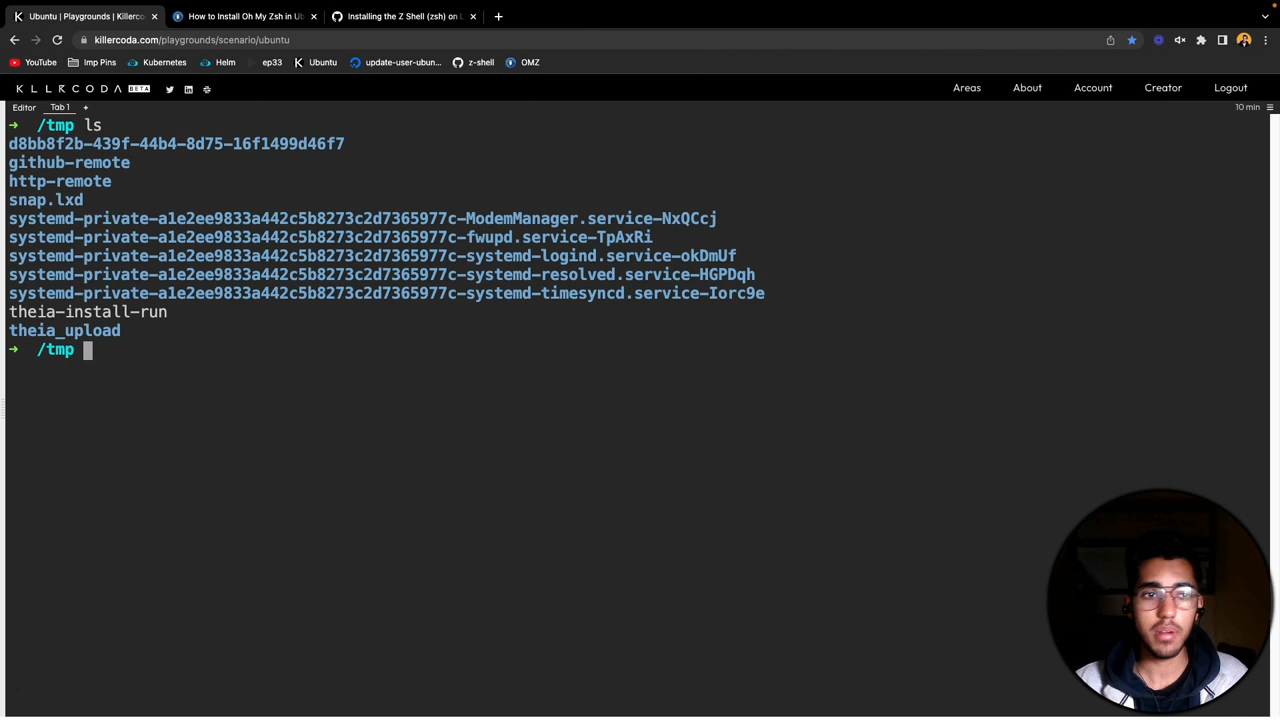 Ubuntu | Playgrounds | Killerco
How to Install Oh My Zsh in Ub
Installing the Z Shell (zsh) on L
killercoda.com/playgrounds/scenario/ubuntu
YouTube
Imp Pins
Kubernetes
Helm
ep33
Ubuntu
update-user-ubun...
z-shell
OMZ
KLLRCODA BETA
Areas
About
Account
Creator
Logout
Editor
Tab 1
+
10 min
➜ /tmp ls
d8bb8f2b-439f-44b4-8d75-16f1499d46f7
github-remote
http-remote
snap.lxd
systemd-private-a1e2ee9833a442c5b8273c2d7365977c-ModemManager.service-NxQCcj
systemd-private-a1e2ee9833a442c5b8273c2d7365977c-fwupd.service-TpAxRi
systemd-private-a1e2ee9833a442c5b8273c2d7365977c-systemd-logind.service-okDmUf
systemd-private-a1e2ee9833a442c5b8273c2d7365977c-systemd-resolved.service-HGPDqh
systemd-private-a1e2ee9833a442c5b8273c2d7365977c-systemd-timesyncd.service-Iorc9e
theia-install-run
theia_upload
➜ /tmp